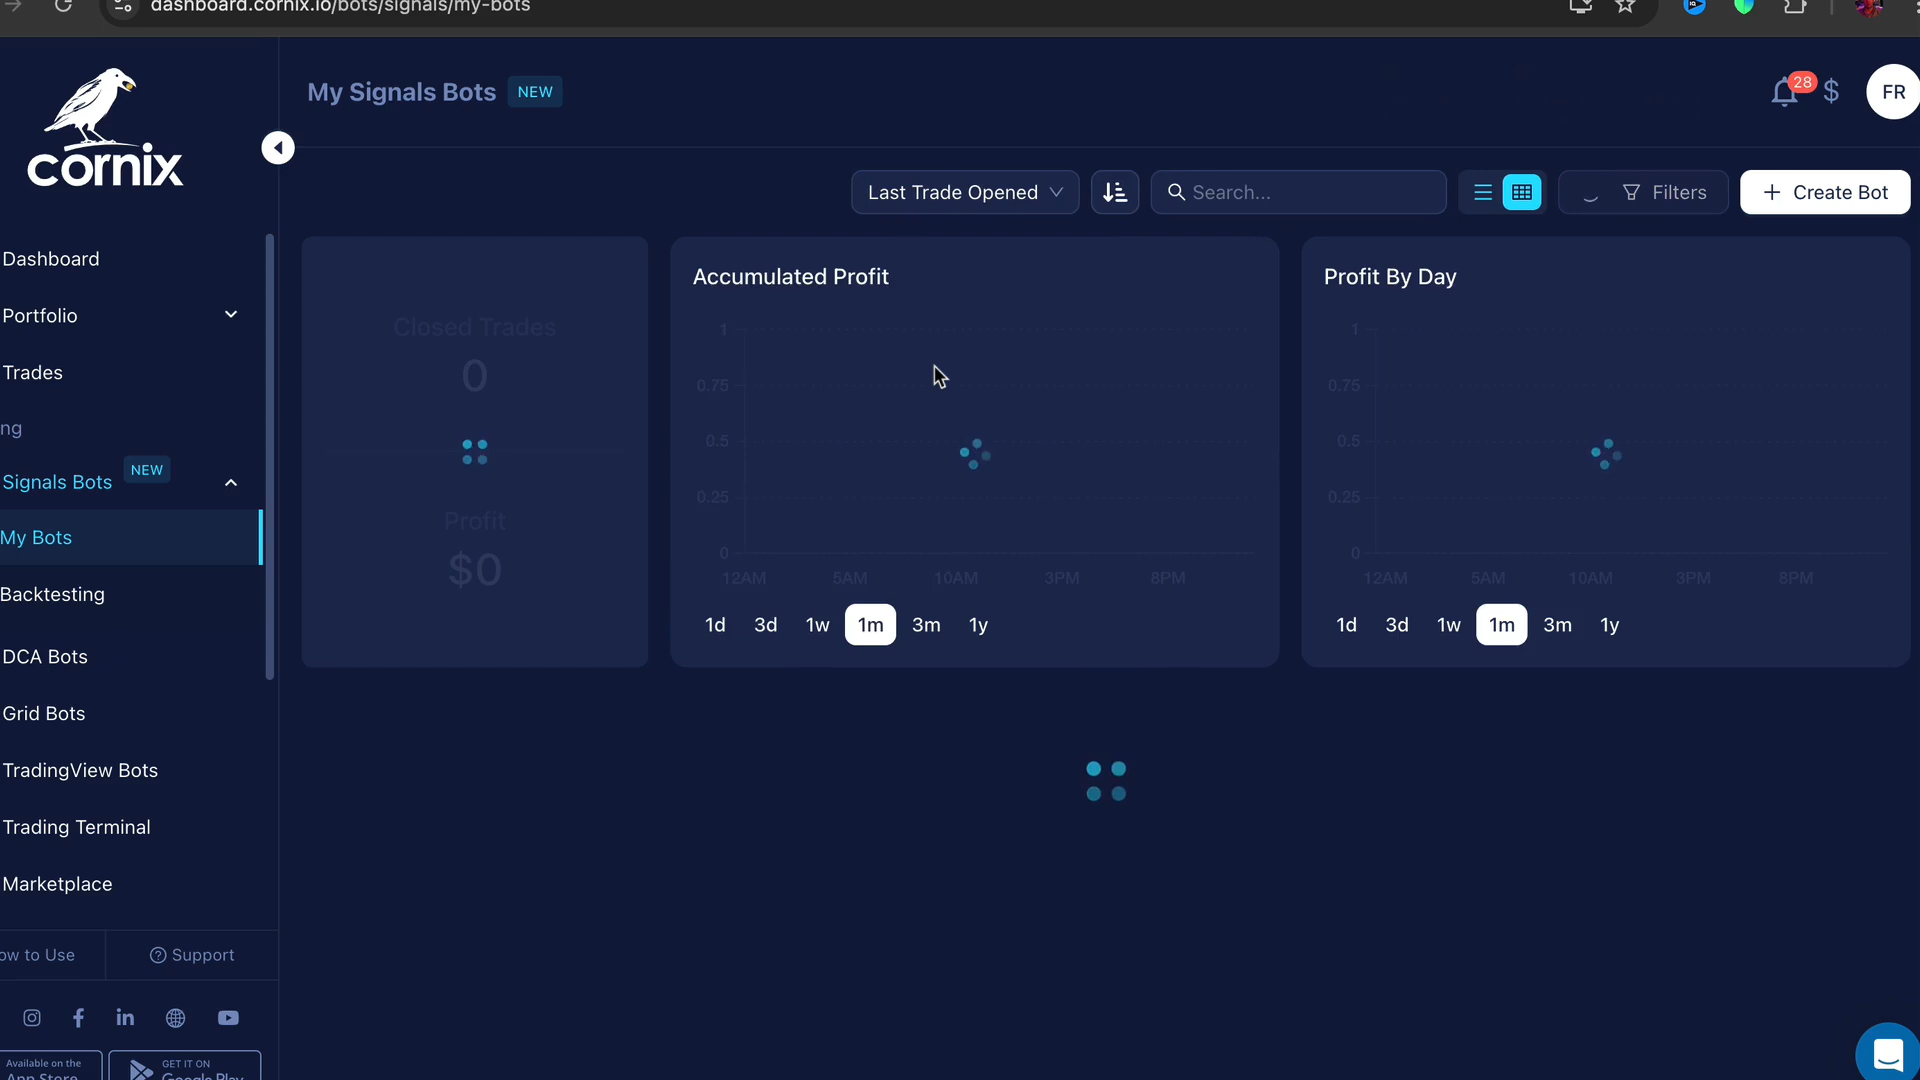 dashboard.cornix.io/bots/signals/my-bots
cornix
My Signals Bots NEW
28
$
FR
Last Trade Opened
Search...
Filters
+ Create Bot
Dashboard
Portfolio
Trades
ng
Signals Bots NEW
My Bots
Backtesting
DCA Bots
Grid Bots
TradingView Bots
Trading Terminal
Marketplace
ow to Use
Support
Available on the
App Store
GET IT ON
Google Play
Closed Trades
0
Profit
$0
Accumulated Profit
1
0.75
0.5
0.25
0
12AM 5AM 10AM 3PM 8PM
1d 3d 1w 1m 3m 1y
Profit By Day
1
0.75
0.5
0.25
0
12AM 5AM 10AM 3PM 8PM
1d 3d 1w 1m 3m 1y